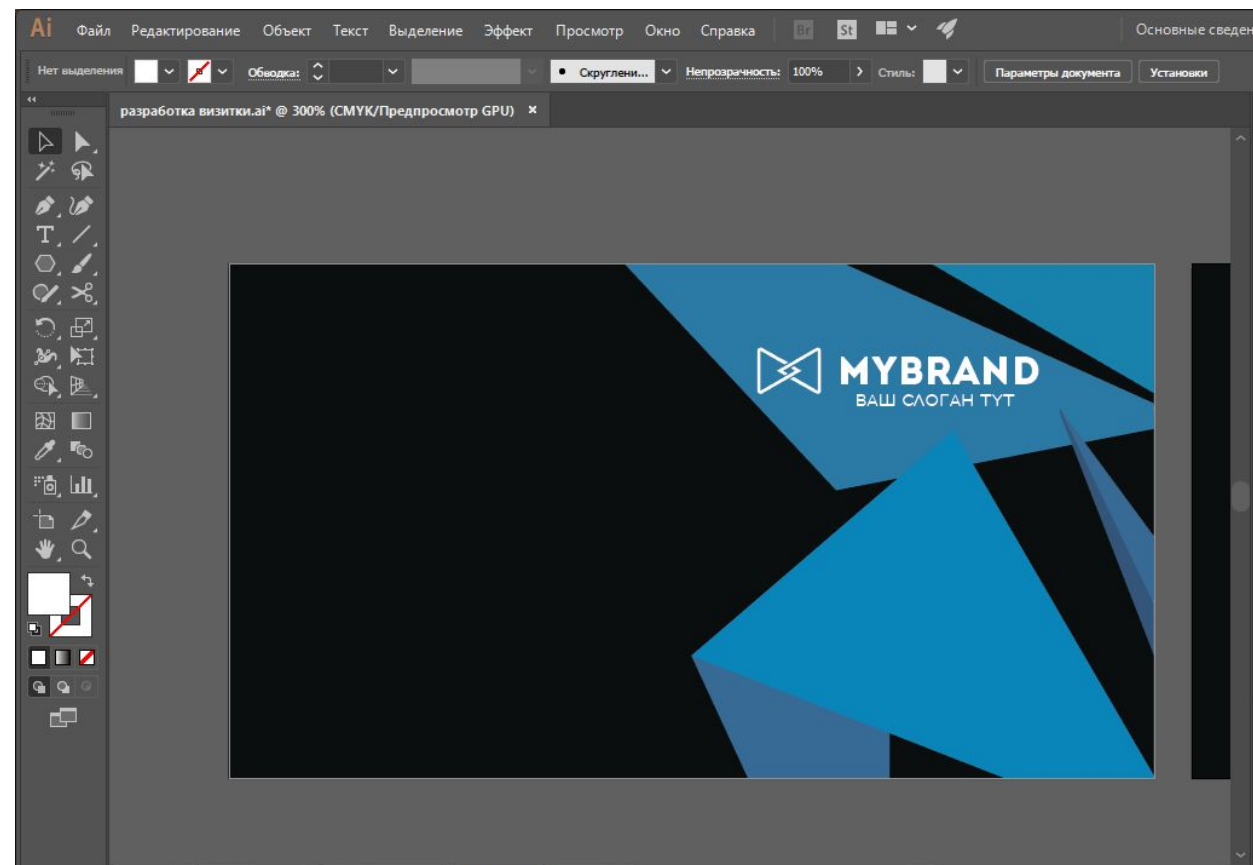 Ai Файл Редактирование Объект Текст Выделение Эффект Просмотр Окно Справка Br St Основные сведен
Нет выделения Обводка: Скруглени... Непрозрачность: 100% Стиль: Параметры документа Установки
разработка визитки.ai* @ 300% (CMYK/Предпросмотр GPU) ×
MYBRAND
ВАШ СЛОГАН ТУТ